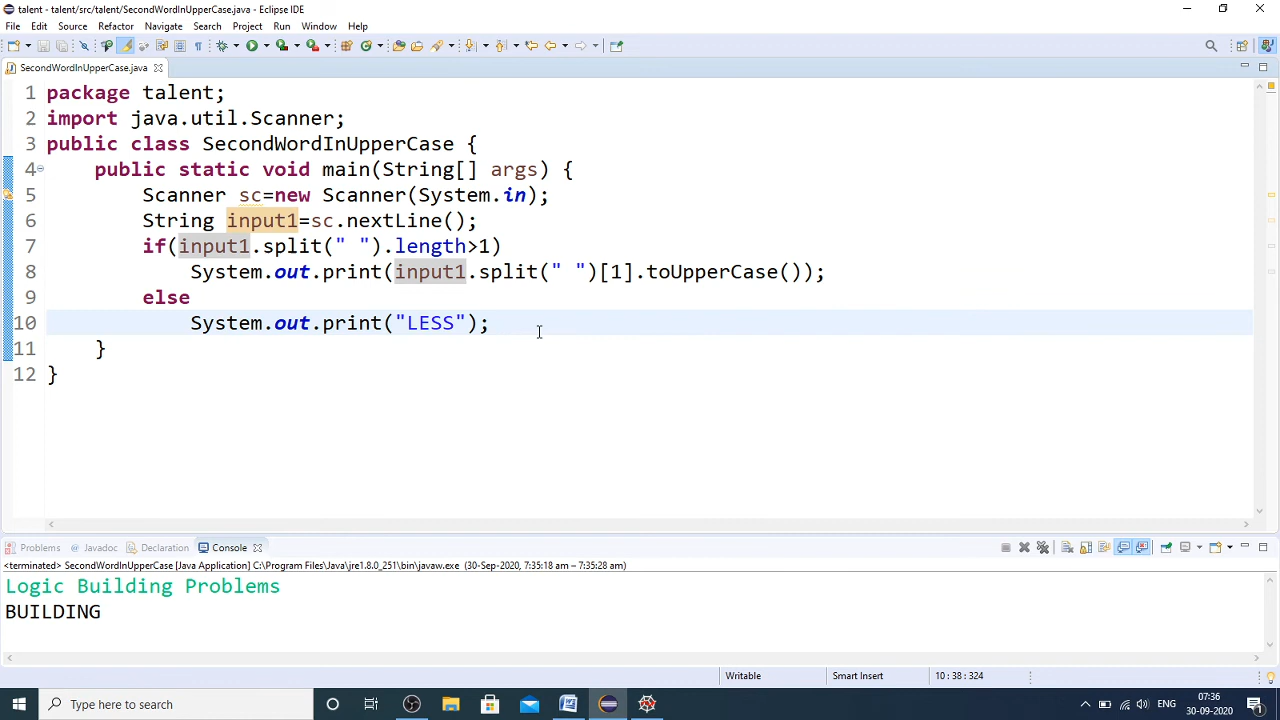 talent - talent/src/talent/SecondWordInUpperCase.java - Eclipse IDE
File Edit Source Refactor Navigate Search Project Run Window Help
SecondWordInUpperCase.java
1 package talent;
2 import java.util.Scanner;
3 public class SecondWordInUpperCase {
4 public static void main(String[] args) {
5 Scanner sc=new Scanner(System.in);
6 String input1=sc.nextLine();
7 if(input1.split(" ").length>1)
8 System.out.print(input1.split(" ")[1].toUpperCase());
9 else
10 System.out.print("LESS");
11 }
12 }
Problems @ Javadoc Declaration Console
<terminated> SecondWordInUpperCase [Java Application] C:\Program Files\Java\jre1.8.0_251\bin\javaw.exe (30-Sep-2020, 7:35:18 am – 7:35:28 am)
Logic Building Problems
BUILDING
Writable Smart Insert 10 : 38 : 324
Type here to search
ENG 07:36
30-09-2020 1